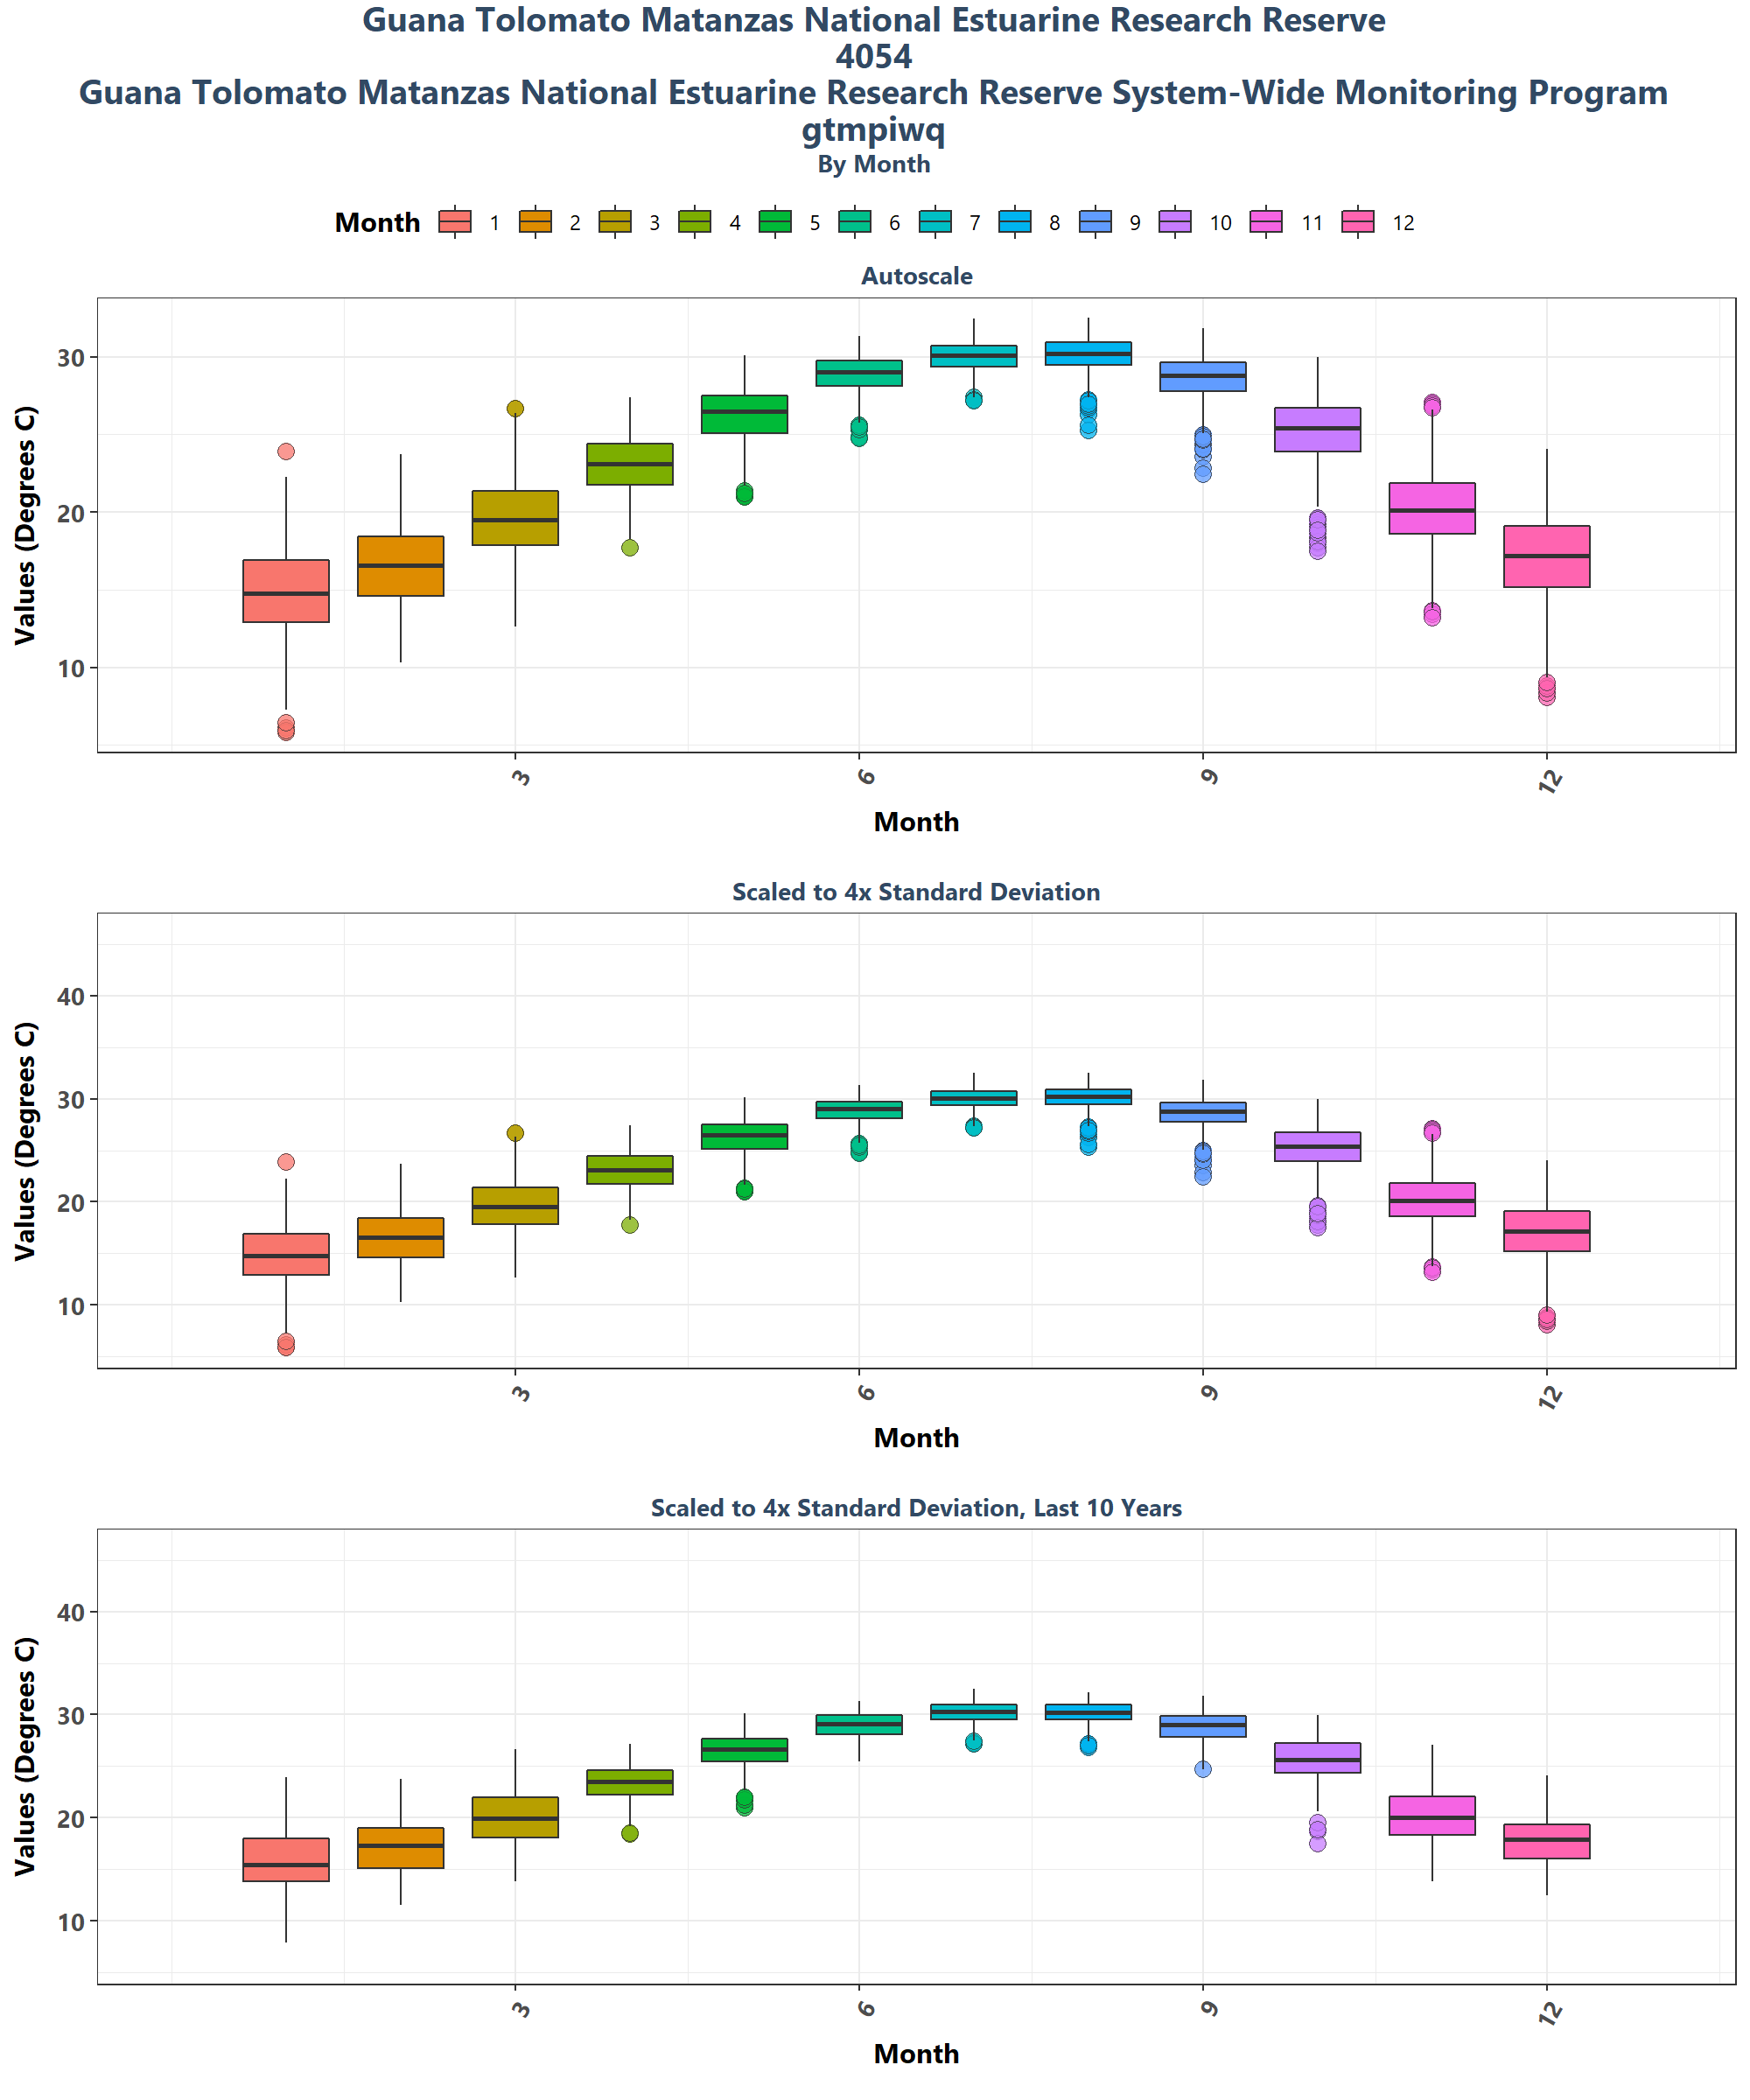 Guana Tolomato Matanzas National Estuarine Research Reserve
4054
Guana Tolomato Matanzas National Estuarine Research Reserve System-Wide Monitoring Program
gtmpiwq
By Month
Month 1 2 3 4 5 6 7 8 9 10 11 12
Autoscale
Values (Degrees C)
30
20
10
3 6 9 12
Month
Scaled to 4x Standard Deviation
Values (Degrees C)
40
30
20
10
3 6 9 12
Month
Scaled to 4x Standard Deviation, Last 10 Years
Values (Degrees C)
40
30
20
10
3 6 9 12
Month